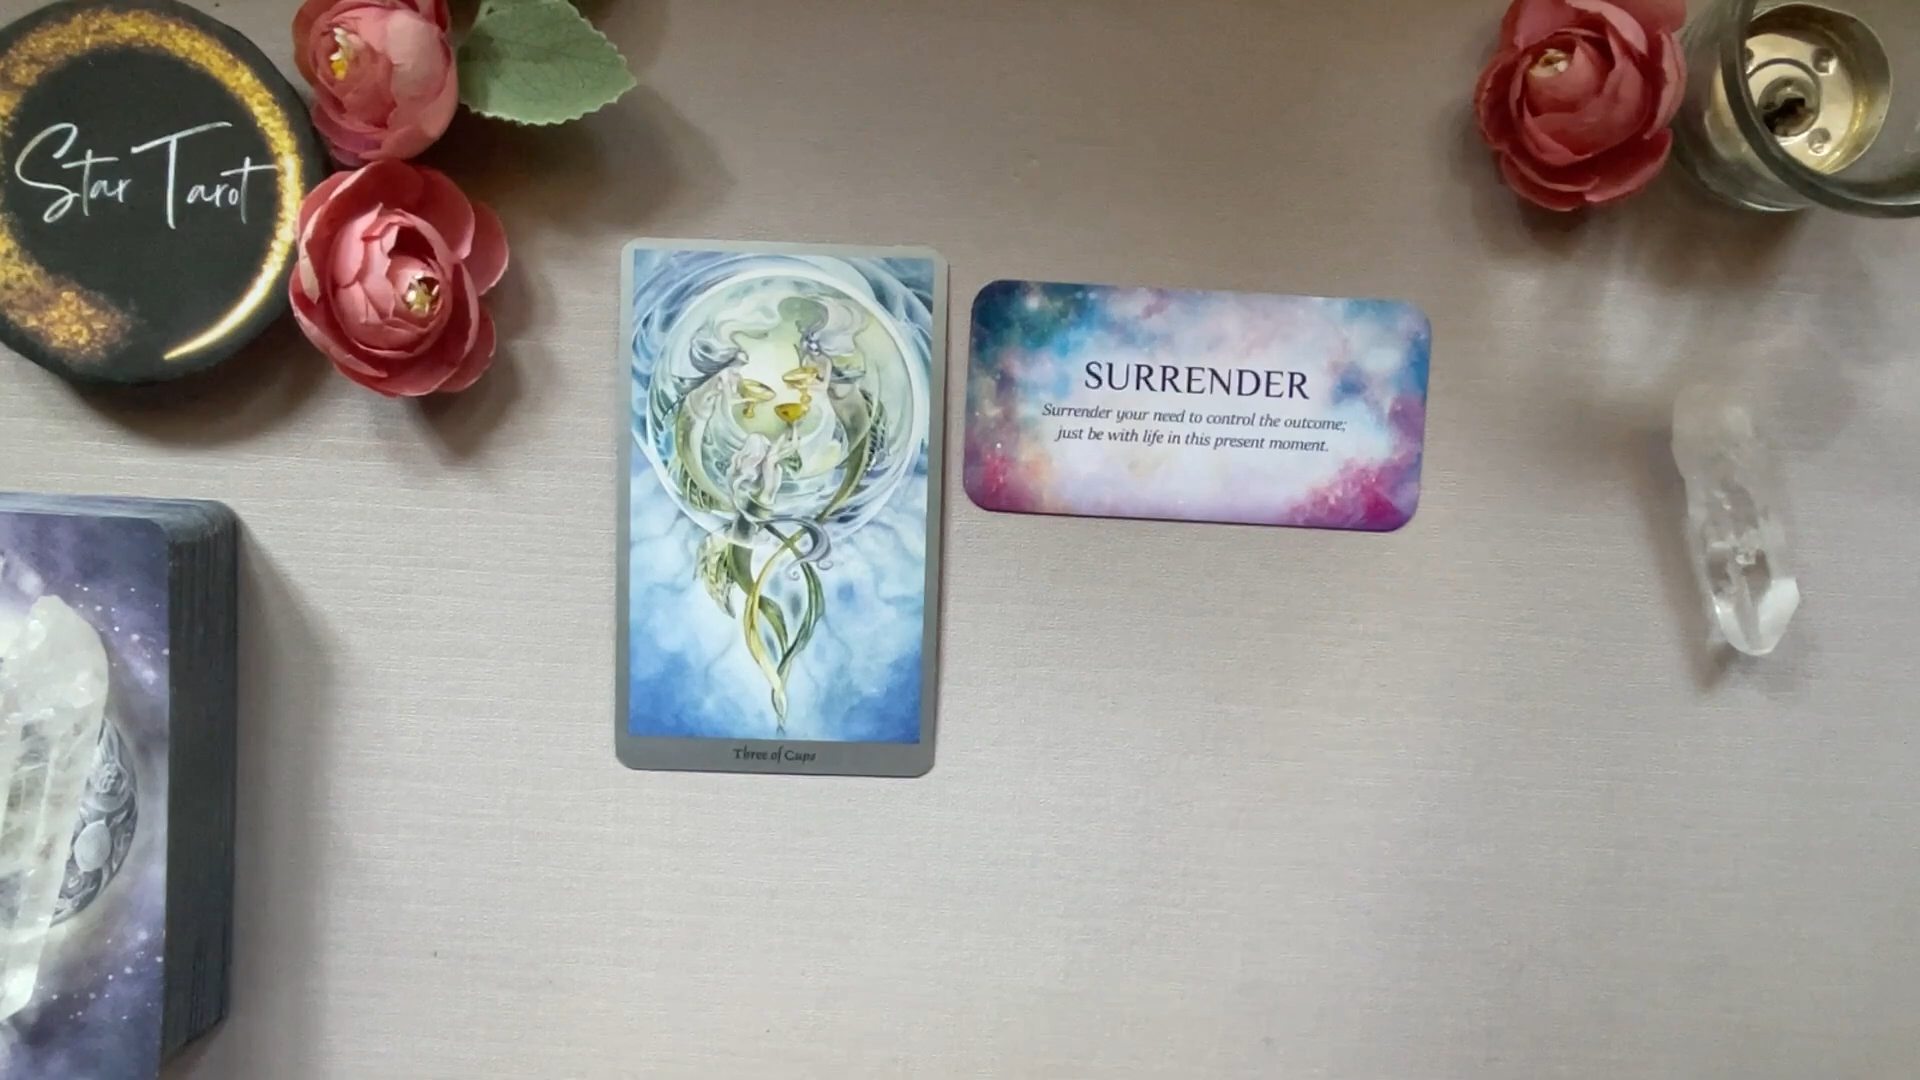 Star Tarot
SURRENDER
Surrender your need to control the outcome;
just be with life in this present moment.
Three of Cups